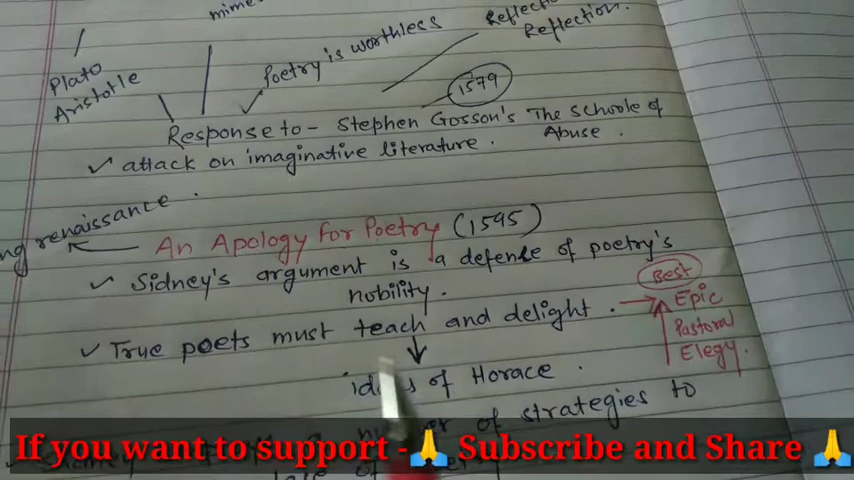 mime
Reflection.
Plato
Aristotle
Poetry is worthless
1579
Response to - Stephen Gosson's The Schoole of
Abuse.
✓ attack on imaginative literature.
ng renaissance.
An Apology for Poetry (1595)
✓ Sidney's argument is a defense of poetry's
nobility.
Best
✓ True poets must teach and delight. → Epic
Pastoral
Elegy.
of Horace.
of strategies to
If you want to support -🙏 Subscribe and Share 🙏